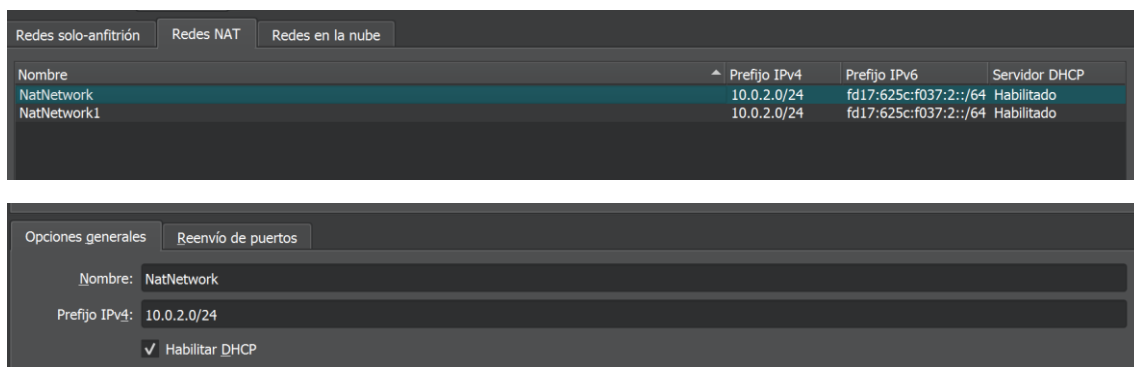 Redes solo-anfitrión Redes NAT Redes en la nube
Nombre Prefijo IPv4 Prefijo IPv6 Servidor DHCP
NatNetwork 10.0.2.0/24 fd17:625c:f037:2::/64 Habilitado
NatNetwork1 10.0.2.0/24 fd17:625c:f037:2::/64 Habilitado
Opciones generales Reenvío de puertos
Nombre: NatNetwork
Prefijo IPv4: 10.0.2.0/24
Habilitar DHCP